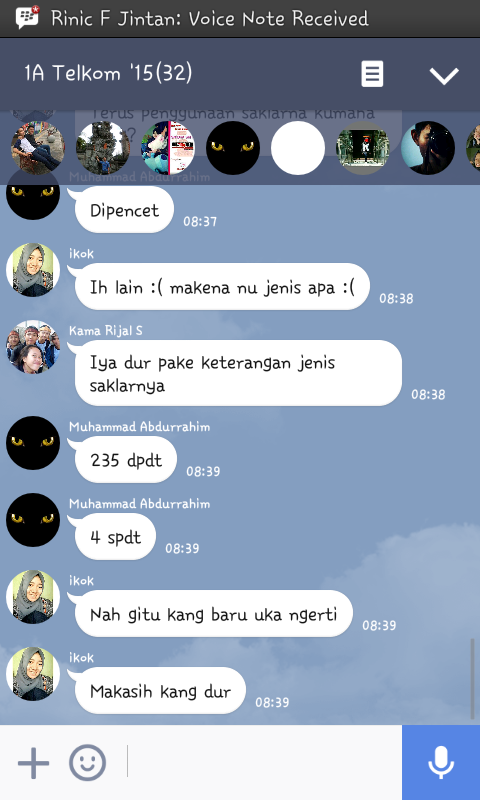 Rinic F Jintan: Voice Note Received
1A Telkom '15(32)
Terus penggunaan saklarna kumaha
?
Muhammad Abdurrahim
Dipencet
08:37
ikok
Ih lain :( makena nu jenis apa :(
08:38
Kama Rijal S
Iya dur pake keterangan jenis
saklarnya
08:38
Muhammad Abdurrahim
235 dpdt
08:39
Muhammad Abdurrahim
4 spdt
08:39
ikok
Nah gitu kang baru uka ngerti
08:39
ikok
Makasih kang dur
08:39